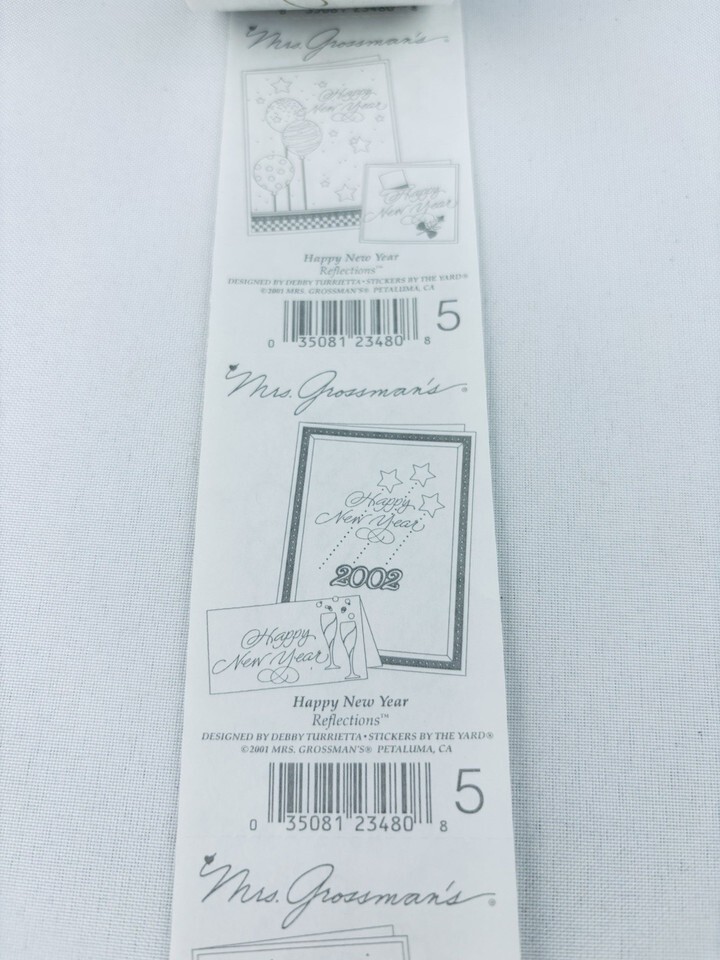 35081 23480 8
Mrs. Grossman's®
Happy
New Year
Happy
New Year
Happy New Year
Reflections™
DESIGNED BY DEBBY TURRIETTA • STICKERS BY THE YARD®
©2001 MRS. GROSSMAN'S® PETALUMA, CA
5
0 35081 23480 8
Mrs. Grossman's®
Happy
New Year
2002
Happy
New Year
Happy New Year
Reflections™
DESIGNED BY DEBBY TURRIETTA • STICKERS BY THE YARD®
©2001 MRS. GROSSMAN'S® PETALUMA, CA
5
0 35081 23480 8
Mrs. Grossman's®